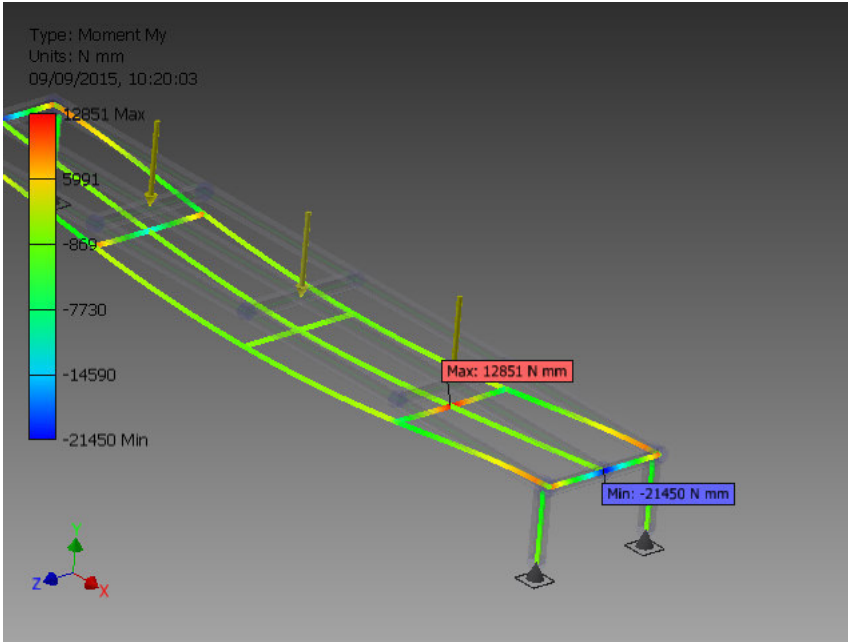 Type: Moment My
Units: N mm
09/09/2015, 10:20:03
12851 Max
5991
-869
-7730
-14590
-21450 Min
Max: 12851 N mm
Min: -21450 N mm
Y
Z
X